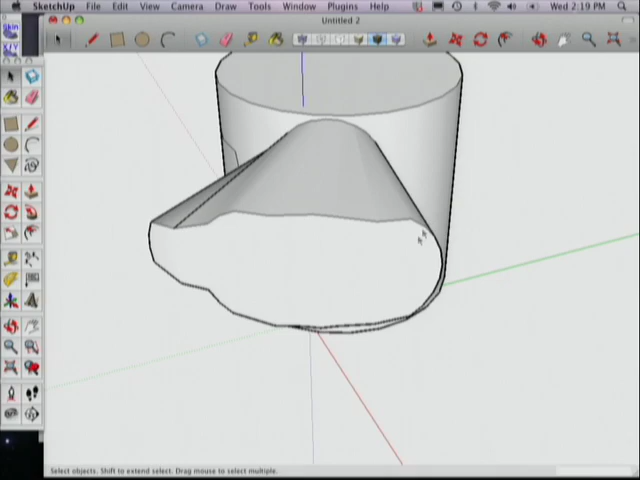 SketchUp File Edit View Camera Draw Tools Window Plugins Help Wed 2:19 PM
Untitled 2
Skin
X/Y
Select objects. Shift to extend select. Drag mouse to select multiple.